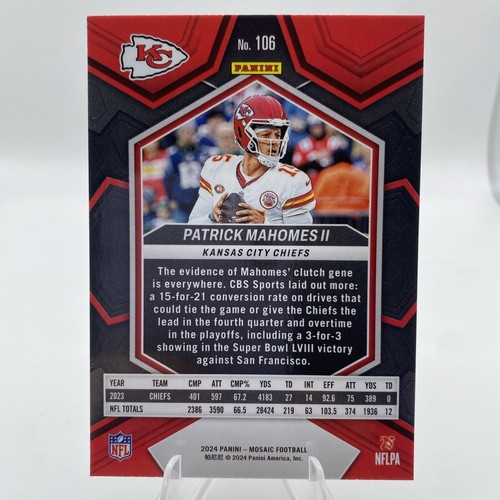 KC
No. 106
PANINI
15
PATRICK MAHOMES II
KANSAS CITY CHIEFS
The evidence of Mahomes' clutch gene
is everywhere. CBS Sports laid out more:
a 15-for-21 conversion rate on drives that
could tie the game or give the Chiefs the
lead in the fourth quarter and overtime
in the playoffs, including a 3-for-3
showing in the Super Bowl LVIII victory
against San Francisco.
YEAR TEAM CMP ATT CMP% YDS TD INT EFF ATT YDS TD
2023 CHIEFS 401 597 67.2 4183 27 14 92.6 75 389 0
NFL TOTALS 2386 3590 66.5 28424 219 63 103.5 374 1936 12
2024 PANINI – MOSAIC FOOTBALL
帕尼尼 © 2024 Panini America, Inc.
NFL
NFLPA